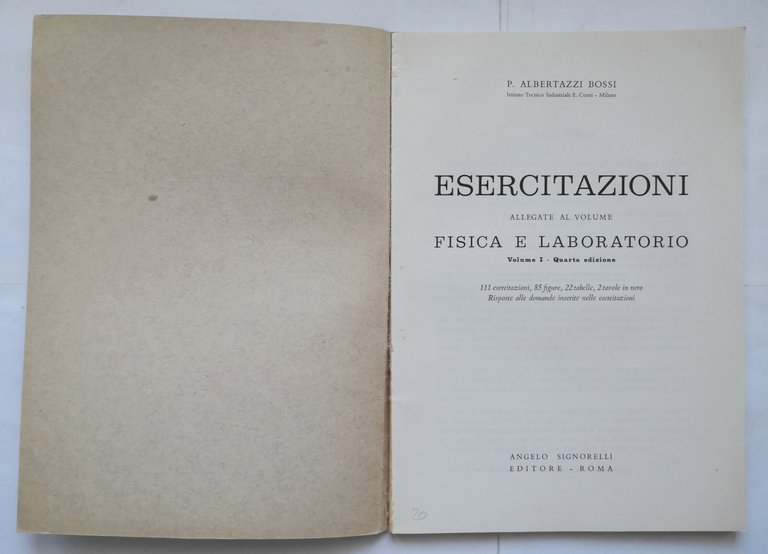 P. ALBERTAZZI BOSSI
Istituto Tecnico Industriale E. Conti - Milano
ESERCITAZIONI
ALLEGATE AL VOLUME
FISICA E LABORATORIO
Volume I - Quarta edizione
111 esercitazioni, 85 figure, 22 tabelle, 2 tavole in nero
Risposte alle domande inserite nelle esercitazioni
ANGELO SIGNORELLI
EDITORE - ROMA
20